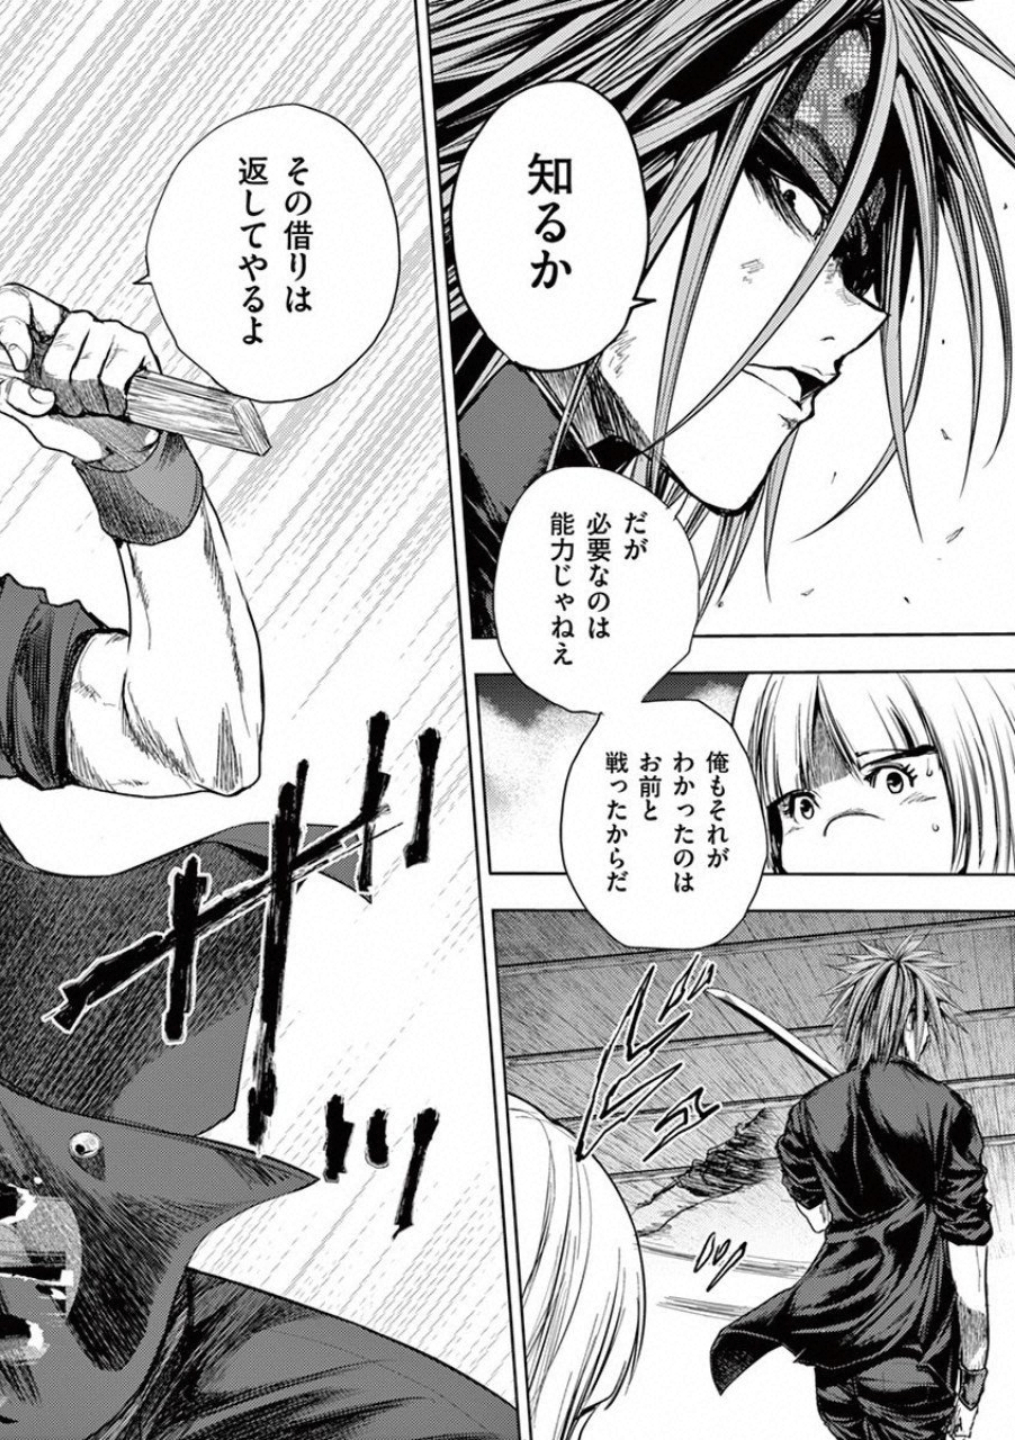 知るか
だが
必要なのは
能力じゃねえ
俺もそれが
わかったのは
お前と
戦ったからだ
その借りは
返してやるよ
ガッ